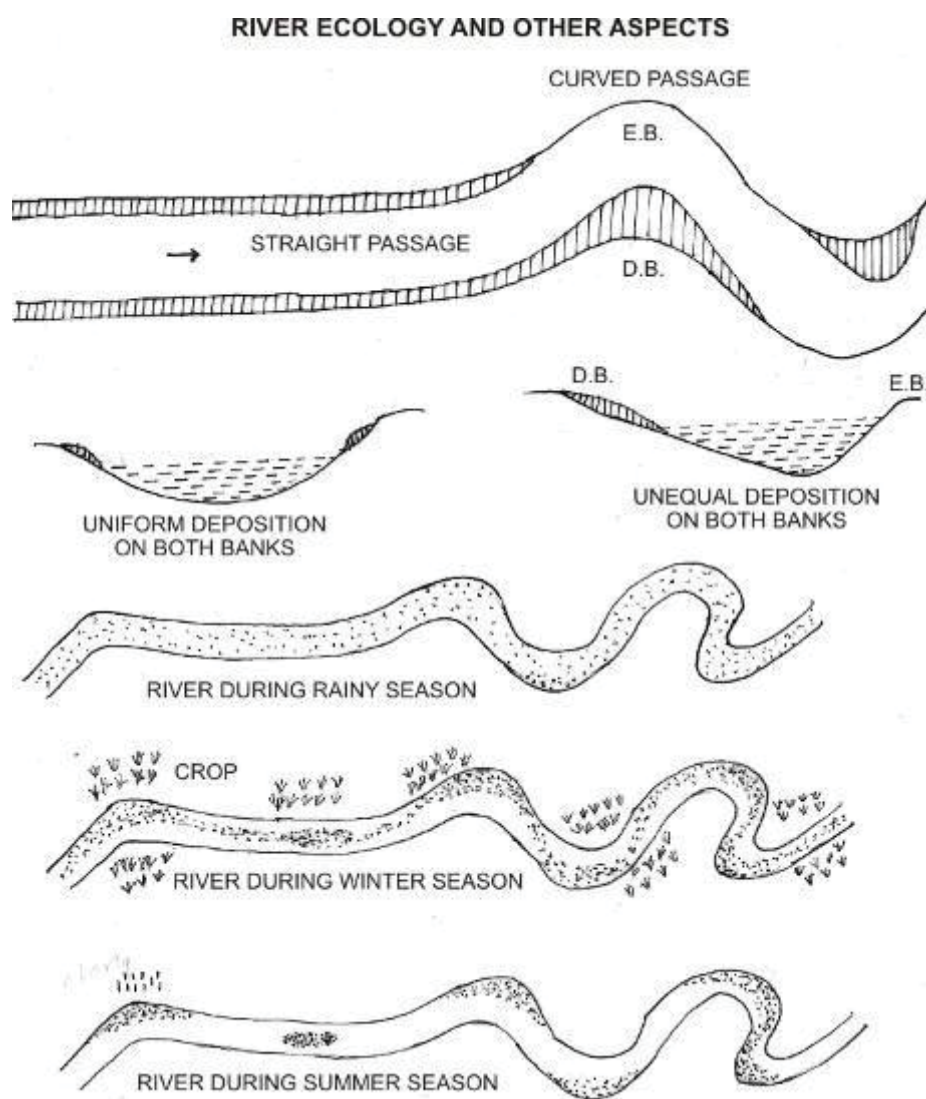 RIVER ECOLOGY AND OTHER ASPECTS
CURVED PASSAGE
E.B.
STRAIGHT PASSAGE
D.B.
D.B.
E.B.
UNIFORM DEPOSITION
ON BOTH BANKS
UNEQUAL DEPOSITION
ON BOTH BANKS
RIVER DURING RAINY SEASON
CROP
RIVER DURING WINTER SEASON
RIVER DURING SUMMER SEASON